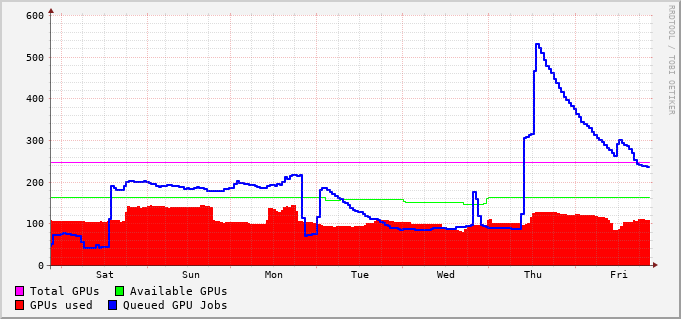 600
500
400
300
200
100
0
Sat Sun Mon Tue Wed Thu Fri
Total GPUs Available GPUs
GPUs used Queued GPU Jobs
RRDTOOL / TOBI OETIKER